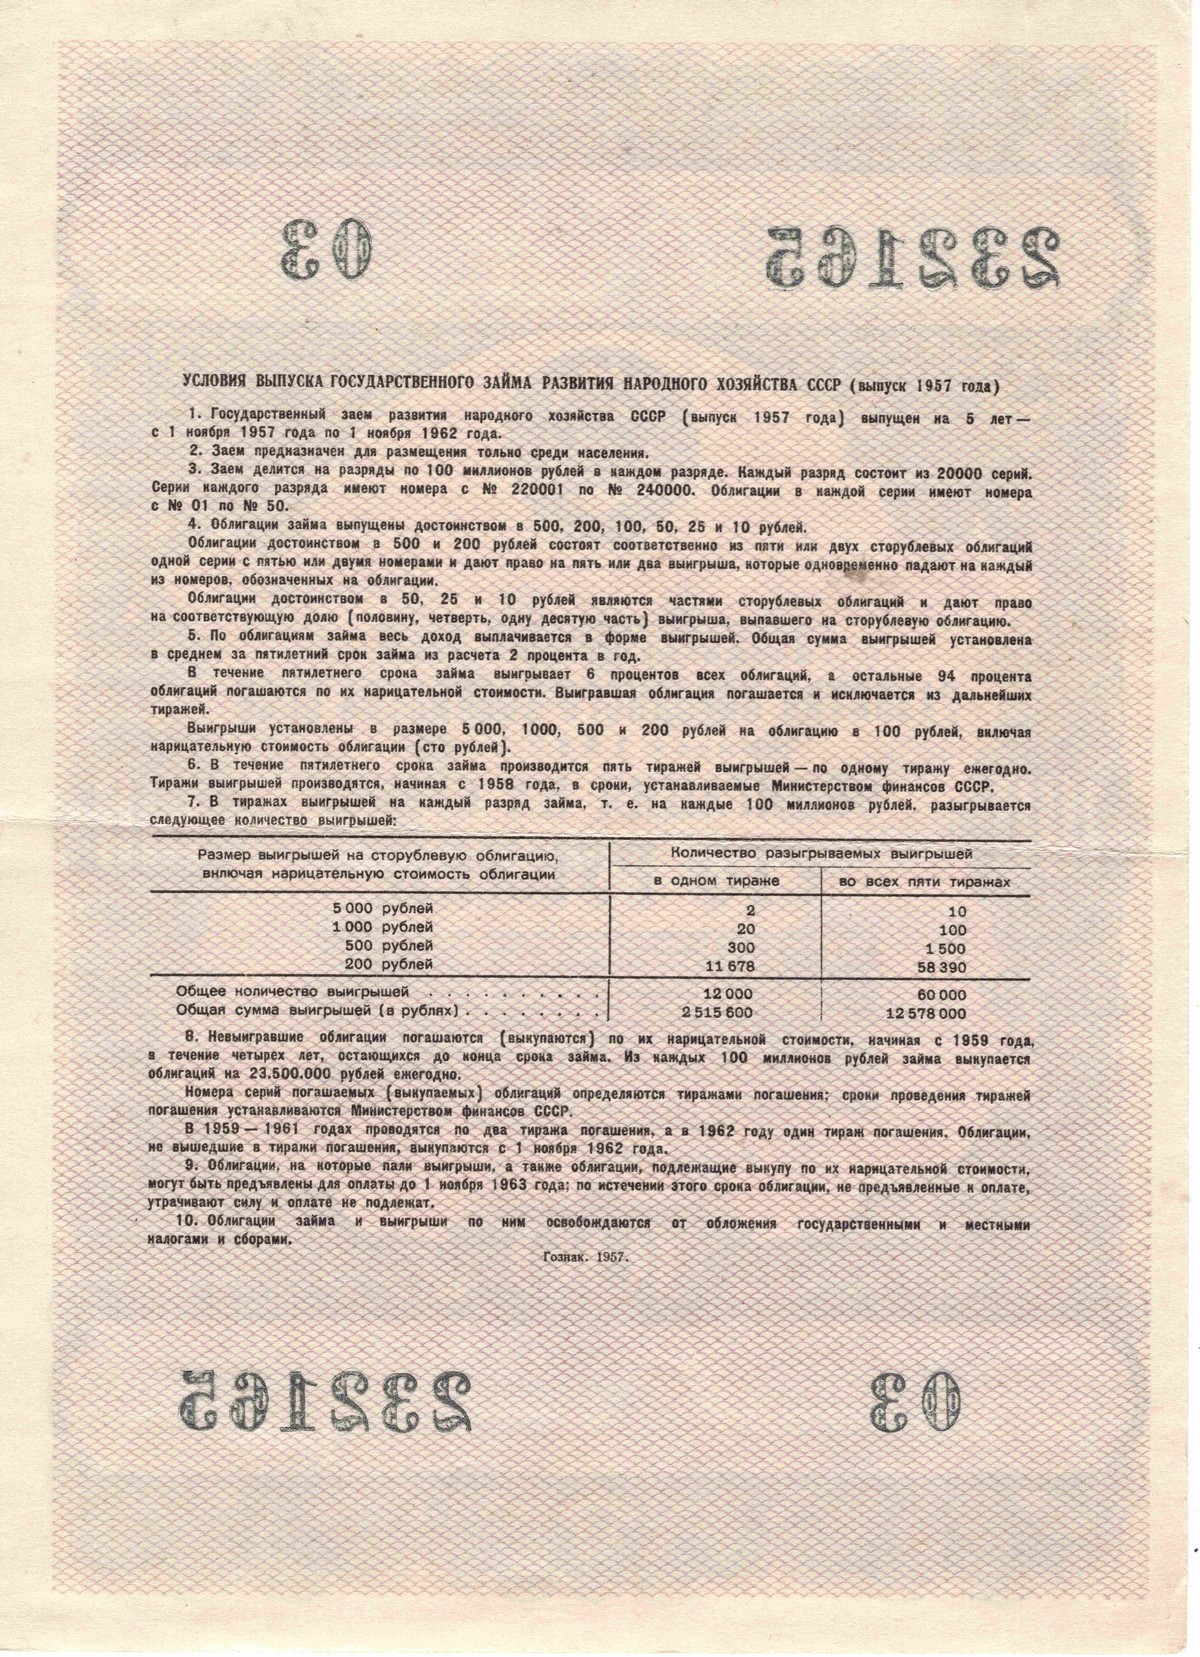 03 232165
УСЛОВИЯ ВЫПУСКА ГОСУДАРСТВЕННОГО ЗАЙМА РАЗВИТИЯ НАРОДНОГО ХОЗЯЙСТВА СССР (выпуск 1957 года)
1. Государственный заем развития народного хозяйства СССР (выпуск 1957 года) выпущен на 5 лет —
с 1 ноября 1957 года по 1 ноября 1962 года.
2. Заем предназначен для размещения только среди населения.
3. Заем делится на разряды по 100 миллионов рублей в каждом разряде. Каждый разряд состоит из 20000 серий.
Серии каждого разряда имеют номера с № 220001 по № 240000. Облигации в каждой серии имеют номера
с № 01 по № 50.
4. Облигации займа выпущены достоинством в 500, 200, 100, 50, 25 и 10 рублей.
Облигации достоинством в 500 и 200 рублей состоят соответственно из пяти или двух сторублевых облигаций
одной серии с пятью или двумя номерами и дают право на пять или два выигрыша, которые одновременно падают на каждый
из номеров, обозначенных на облигации.
Облигации достоинством в 50, 25 и 10 рублей являются частями сторублевых облигаций и дают право
на соответствующую долю (половину, четверть, одну десятую часть) выигрыша, выпавшего на сторублевую облигацию.
5. По облигациям займа весь доход выплачивается в форме выигрышей. Общая сумма выигрышей установлена
в среднем за пятилетний срок займа из расчета 2 процента в год.
В течение пятилетнего срока займа выигрывает 6 процентов всех облигаций, а остальные 94 процента
облигаций погашаются по их нарицательной стоимости. Выигравшая облигация погашается и исключается из дальнейших
тиражей.
Выигрыши установлены в размере 5 000, 1000, 500 и 200 рублей на облигацию в 100 рублей, включая
нарицательную стоимость облигации (сто рублей).
6. В течение пятилетнего срока займа производится пять тиражей выигрышей — по одному тиражу ежегодно.
Тиражи выигрышей производятся, начиная с 1958 года, в сроки, устанавливаемые Министерством финансов СССР.
7. В тиражах выигрышей на каждый разряд займа, т. е. на каждые 100 миллионов рублей, разыгрывается
следующее количество выигрышей:
Размер выигрышей на сторублевую облигацию, Количество разыгрываемых выигрышей
включая нарицательную стоимость облигации в одном тираже во всех пяти тиражах
5 000 рублей 2 10
1 000 рублей 20 100
500 рублей 300 1 500
200 рублей 11 678 58 390
Общее количество выигрышей . . . . . . . . . . 12 000 60 000
Общая сумма выигрышей (в рублях) . . . . . . . . 2 515 600 12 578 000
8. Невыигравшие облигации погашаются (выкупаются) по их нарицательной стоимости, начиная с 1959 года,
в течение четырех лет, остающихся до конца срока займа. Из каждых 100 миллионов рублей займа выкупается
облигаций на 23.500.000 рублей ежегодно.
Номера серий погашаемых (выкупаемых) облигаций определяются тиражами погашения; сроки проведения тиражей
погашения устанавливаются Министерством финансов СССР.
В 1959 — 1961 годах проводятся по два тиража погашения, а в 1962 году один тираж погашения. Облигации,
не вышедшие в тиражи погашения, выкупаются с 1 ноября 1962 года.
9. Облигации, на которые пали выигрыши, а также облигации, подлежащие выкупу по их нарицательной стоимости,
могут быть предъявлены для оплаты до 1 ноября 1963 года; по истечении этого срока облигации, не предъявленные к оплате,
утрачивают силу и оплате не подлежат.
10. Облигации займа и выигрыши по ним освобождаются от обложения государственными и местными
налогами и сборами.
Гознак. 1957.
232165 03